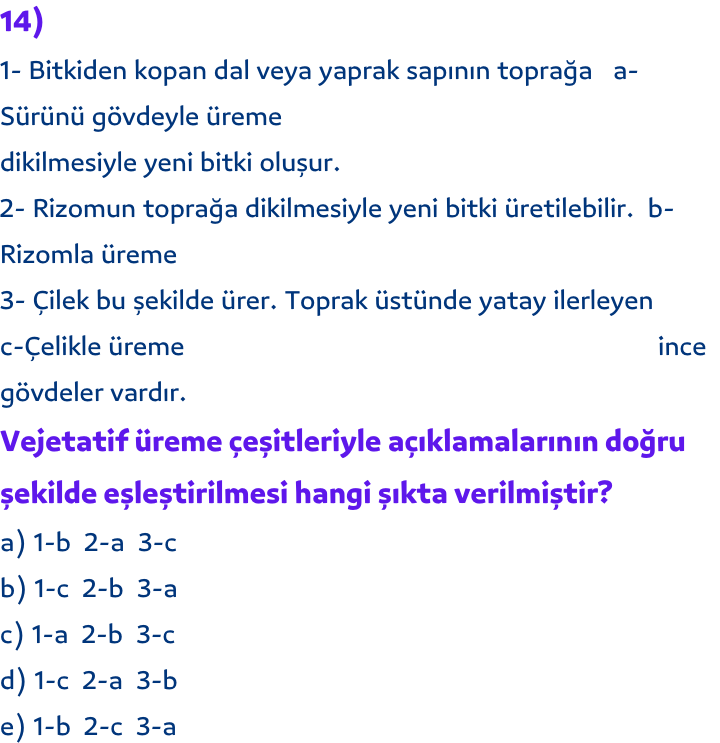 14)
1- Bitkiden kopan dal veya yaprak sapının toprağa   a-
Sürünü gövdeyle üreme
dikilmesiyle yeni bitki oluşur.
2- Rizomun toprağa dikilmesiyle yeni bitki üretilebilir.  b-
Rizomla üreme
3- Çilek bu şekilde ürer. Toprak üstünde yatay ilerleyen
c-Çelikle üreme ince
gövdeler vardır.
Vejetatif üreme çeşitleriyle açıklamalarının doğru
şekilde eşleştirilmesi hangi şıkta verilmiştir?
a) 1-b  2-a  3-c
b) 1-c  2-b  3-a
c) 1-a  2-b  3-c
d) 1-c  2-a  3-b
e) 1-b  2-c  3-a